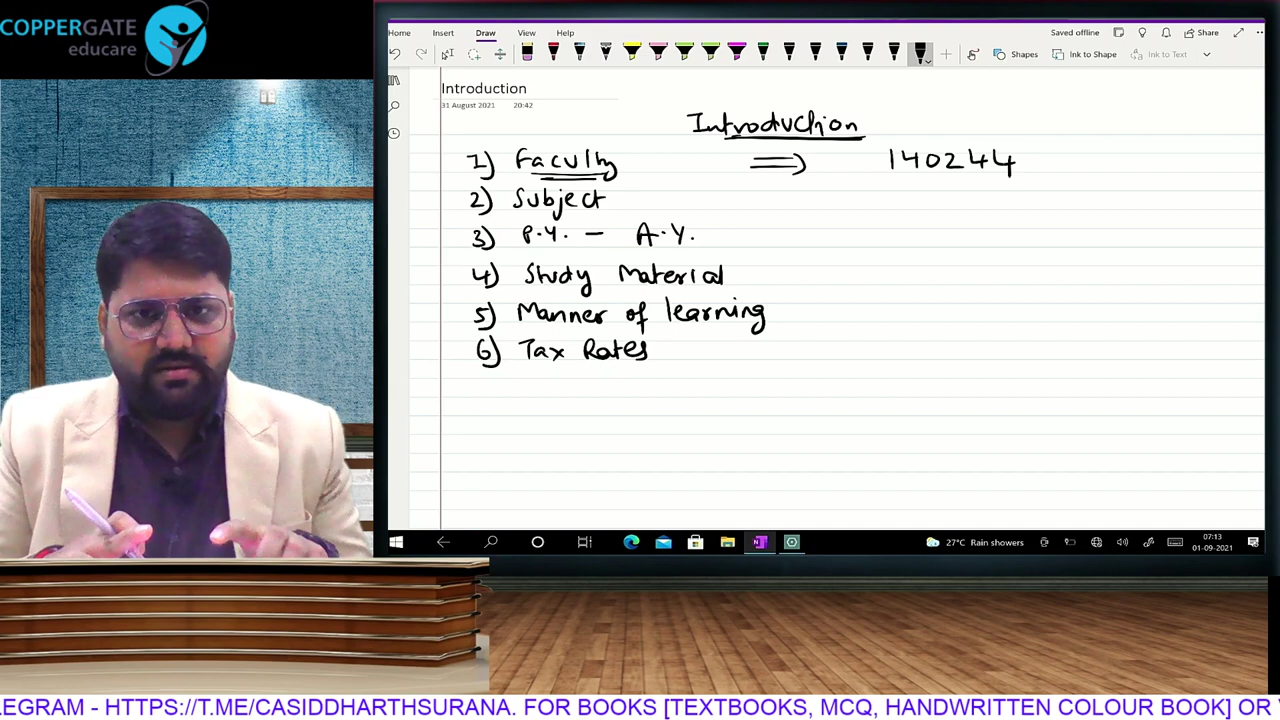 COPPERGATE
educare
Home Insert Draw View Help
Saved offline
Share
Shapes
Ink to Shape
Ink to Text
Introduction
31 August 2021 20:42
Introduction
1) Faculty ⇒ 140244
2) Subject
3) P.Y. – A.Y.
4) Study Material
5) Manner of learning
6) Tax Rates
27°C Rain showers
07:13
01-09-2021
LEGRAM - HTTPS://T.ME/CASIDDHARTHSURANA. FOR BOOKS [TEXTBOOKS, MCQ, HANDWRITTEN COLOUR BOOK] OR